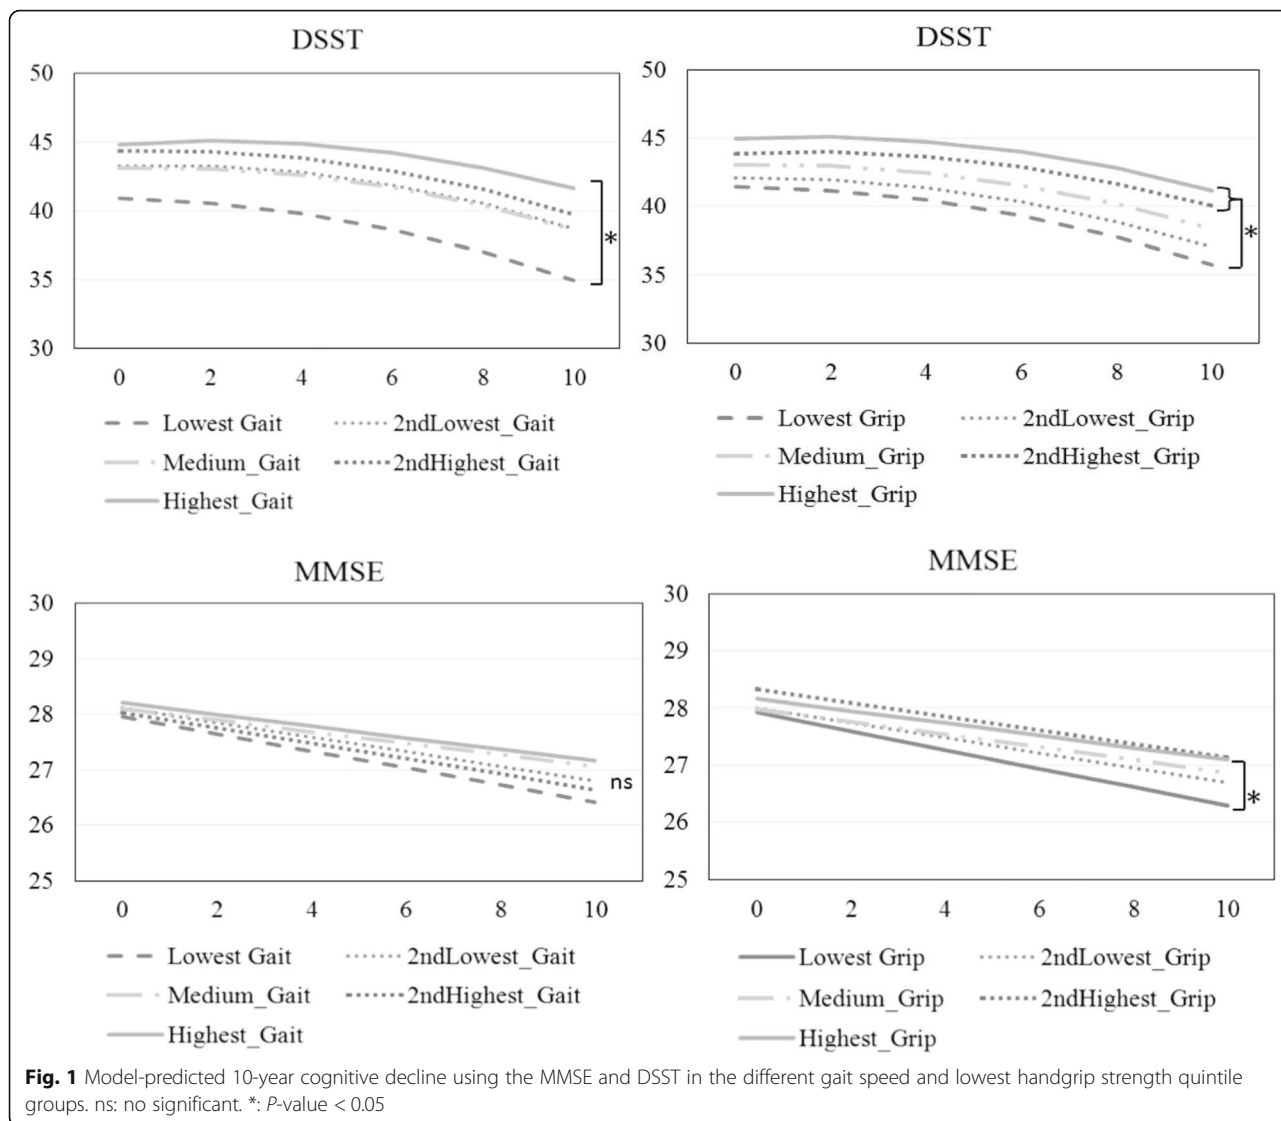 DSST
50
45
40
35
30
*
0 2 4 6 8 10
Lowest Gait 2ndLowest_Gait
Medium_Gait 2ndHighest_Gait
Highest_Gait
DSST
50
45
40
35
30
*
0 2 4 6 8 10
Lowest Grip 2ndLowest_Grip
Medium_Grip 2ndHighest_Grip
Highest_Grip
MMSE
30
29
28
27
26
25
ns
0 2 4 6 8 10
Lowest Gait 2ndLowest_Gait
Medium_Gait 2ndHighest_Gait
Highest_Gait
MMSE
30
29
28
27
26
25
*
0 2 4 6 8 10
Lowest Grip 2ndLowest_Grip
Medium_Grip 2ndHighest_Grip
Highest_Grip
Fig. 1 Model-predicted 10-year cognitive decline using the MMSE and DSST in the different gait speed and lowest handgrip strength quintile
groups. ns: no significant. *: P-value < 0.05